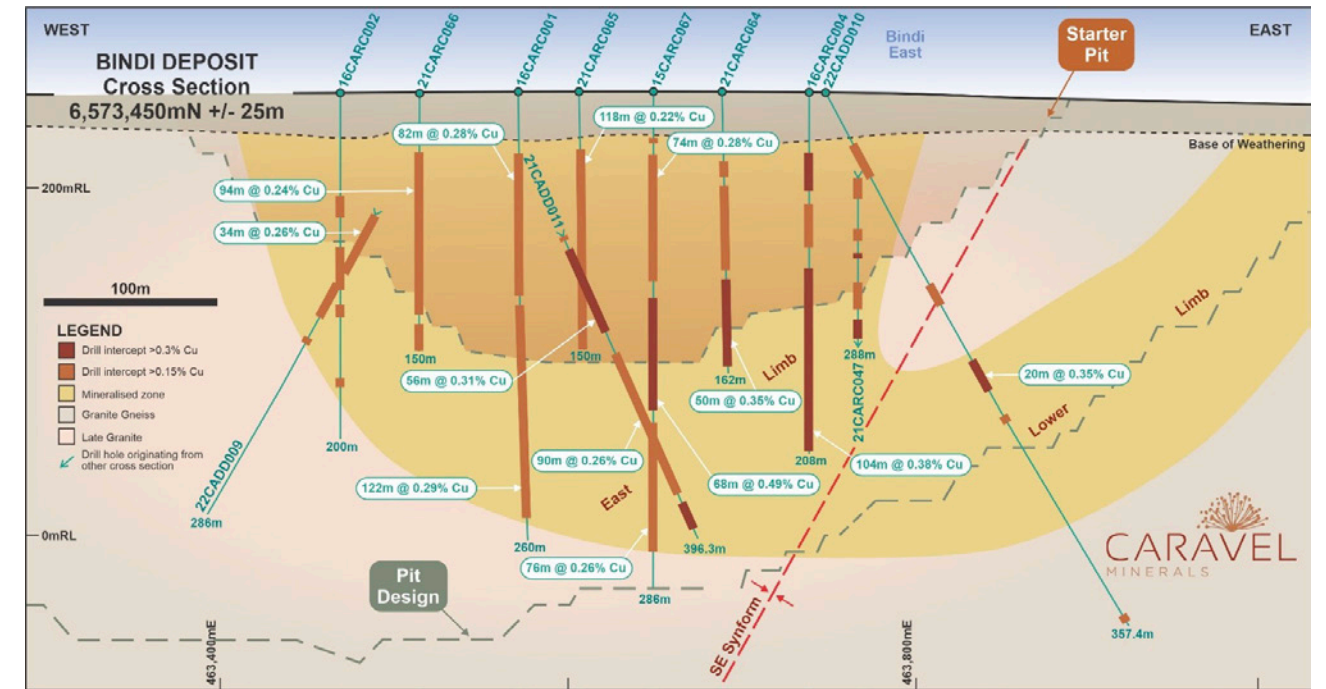 WEST
EAST
BINDI DEPOSIT
Cross Section
6,573,450mN +/- 25m
16CARC002
21CARC066
16CARC001
21CARC065
15CARC067
21CARC064
16CARC004
22CADD010
Bindi
East
Starter
Pit
Base of Weathering
118m @ 0.22% Cu
82m @ 0.28% Cu
74m @ 0.28% Cu
21CADD011
200mRL
94m @ 0.24% Cu
34m @ 0.26% Cu
100m
LEGEND
Drill intercept >0.3% Cu
Drill intercept >0.15% Cu
Mineralised zone
Granite Gneiss
Late Granite
Drill hole originating from
other cross section
Limb
150m
150m
56m @ 0.31% Cu
Limb
162m
288m
50m @ 0.35% Cu
20m @ 0.35% Cu
21CARC047
Lower
200m
22CADD009
286m
122m @ 0.29% Cu
90m @ 0.26% Cu
East
68m @ 0.49% Cu
208m
104m @ 0.38% Cu
0mRL
260m
396.3m
76m @ 0.26% Cu
286m
CARAVEL
MINERALS
Pit
Design
357.4m
SE Synform
463,400mE
463,800mE